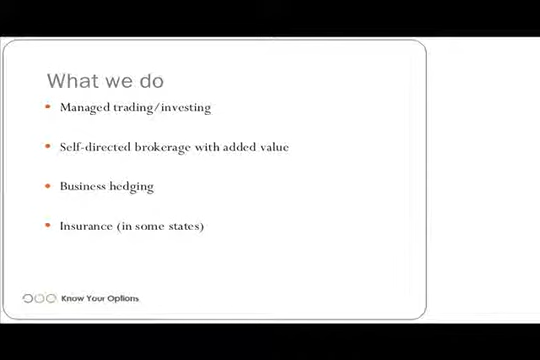 What we do
Managed trading/investing
Self-directed brokerage with added value
Business hedging
Insurance (in some states)
Know Your Options